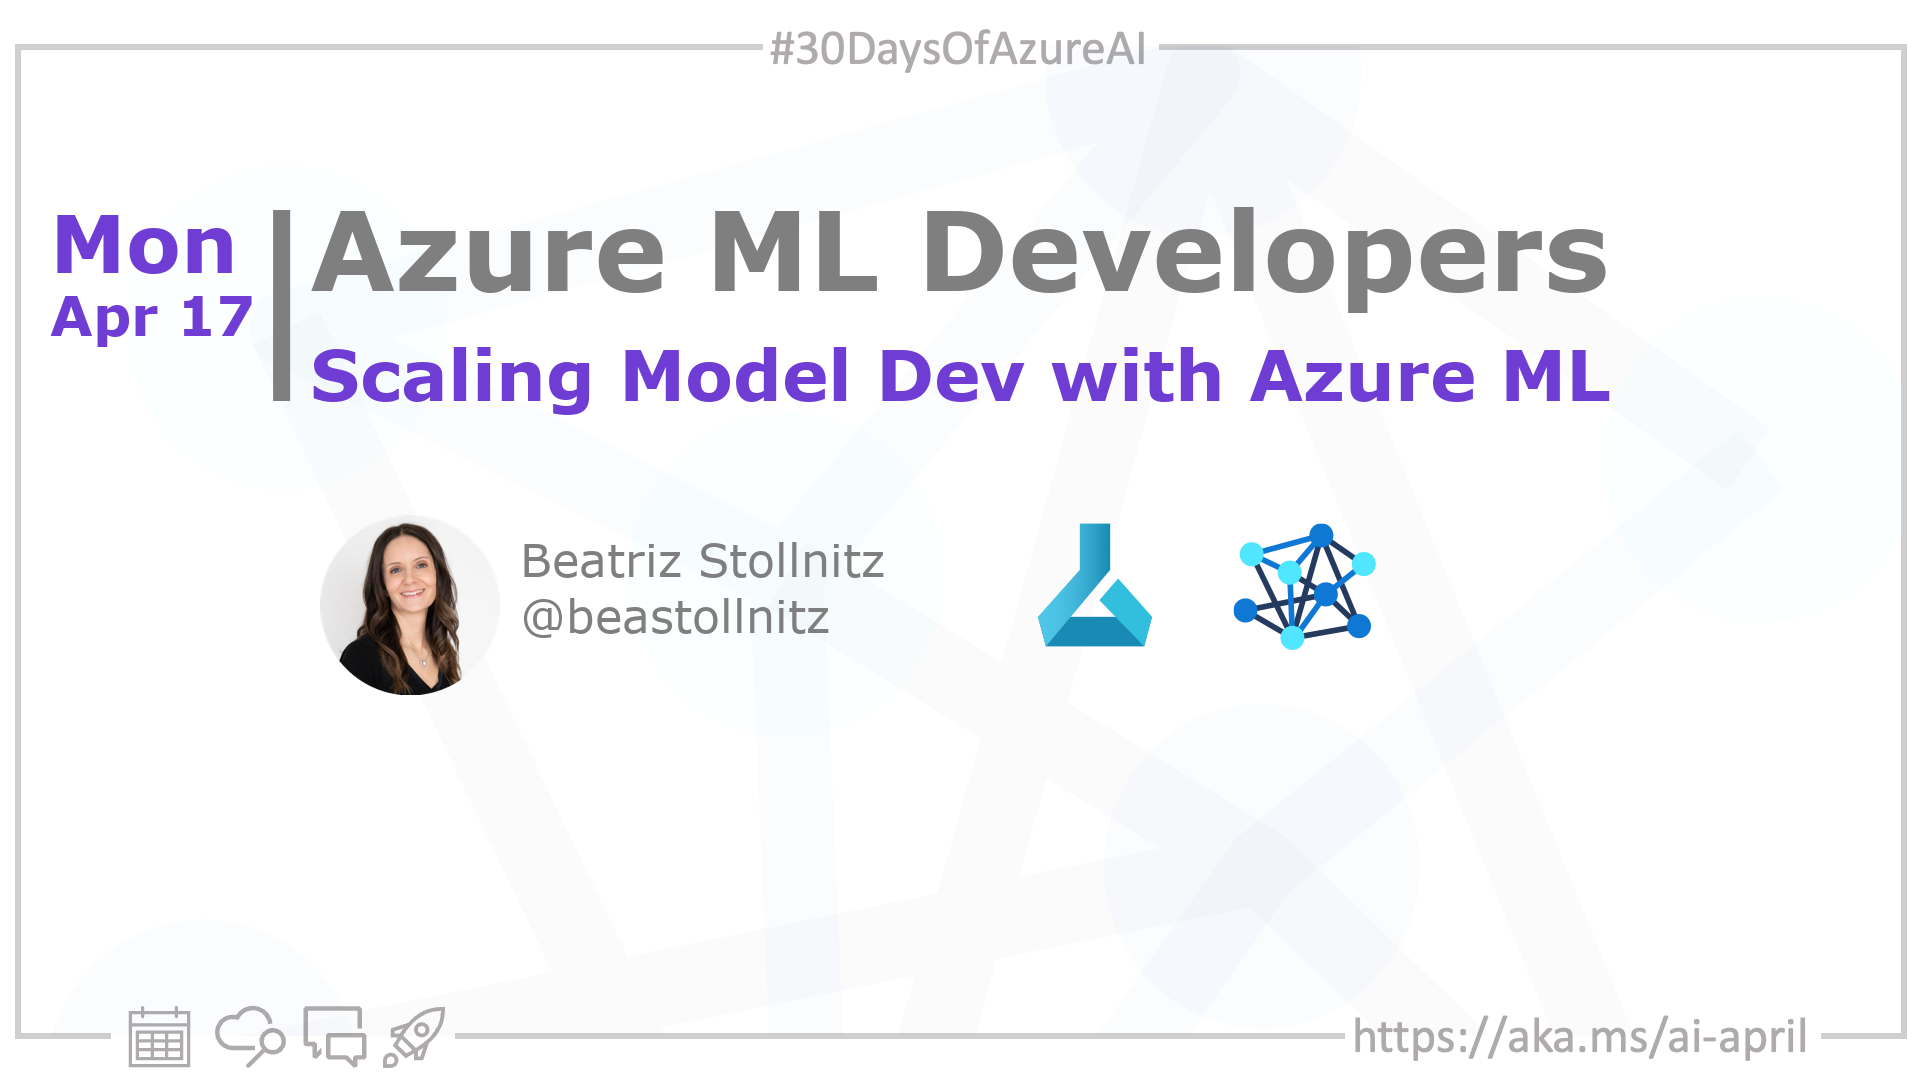 #30DaysOfAzureAI
Mon
Apr 17
Azure ML Developers
Scaling Model Dev with Azure ML
Beatriz Stollnitz
@beastollnitz
https://aka.ms/ai-april